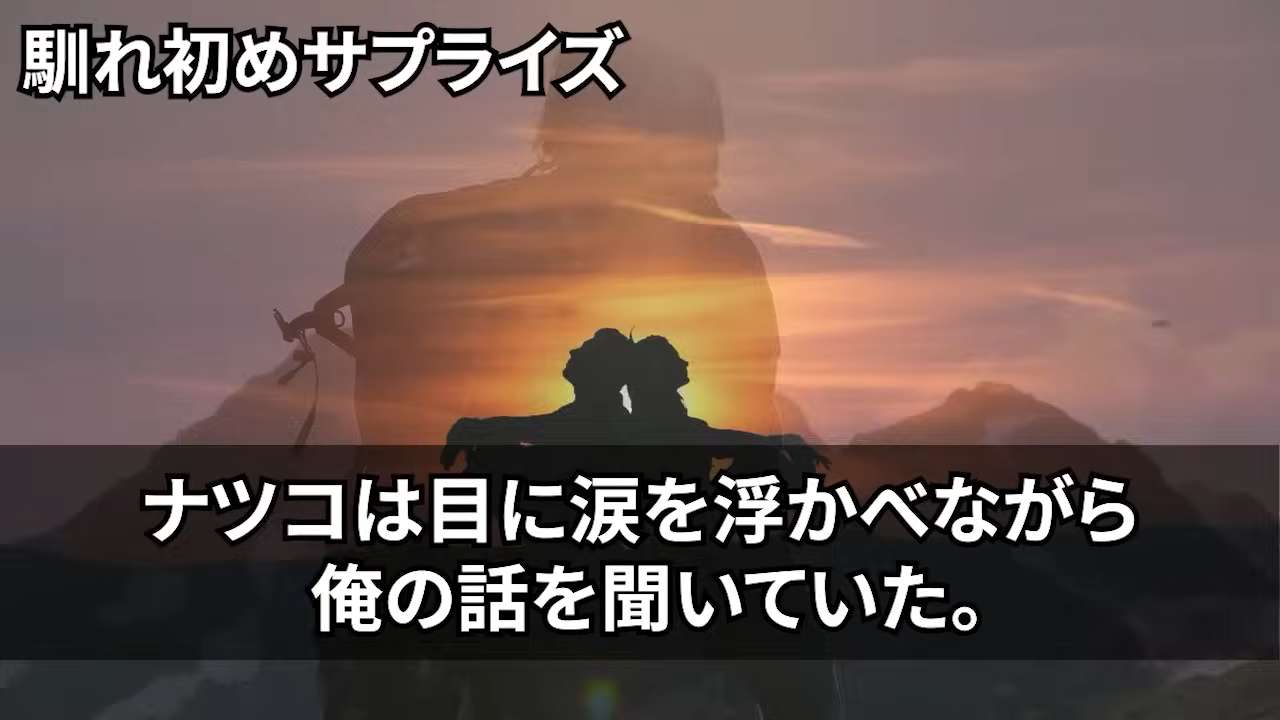 馴れ初めサプライズ
ナツコは目に涙を浮かべながら
俺の話を聞いていた。